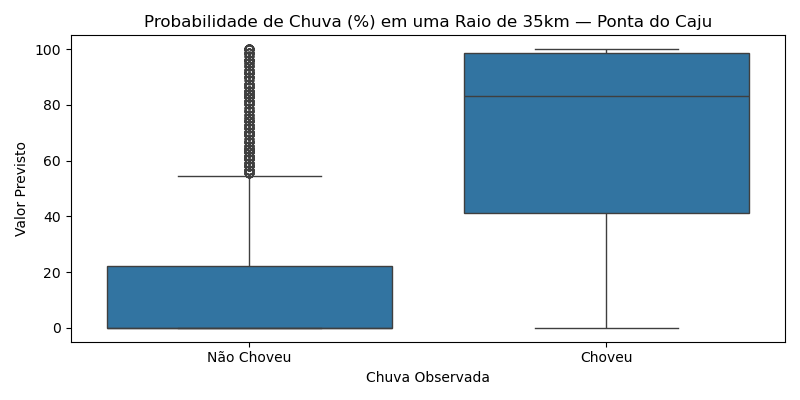 Probabilidade de Chuva (%) em uma Raio de 35km — Ponta do Caju
Valor Previsto
100
80
60
40
20
0
Não Choveu
Choveu
Chuva Observada